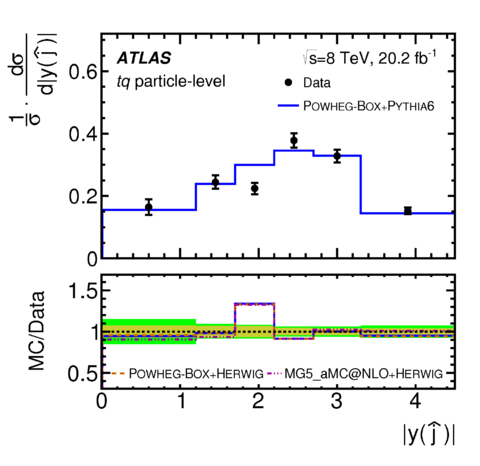 1/σ · dσ/d|y(ĵ)|
ATLAS
tq particle-level
√s=8 TeV, 20.2 fb⁻¹
Data
POWHEG-BOX+PYTHIA6
0.6
0.4
0.2
0
MC/Data
1.5
1
0.5
POWHEG-BOX+HERWIG
MG5_aMC@NLO+HERWIG
0 1 2 3 4
|y(ĵ)|